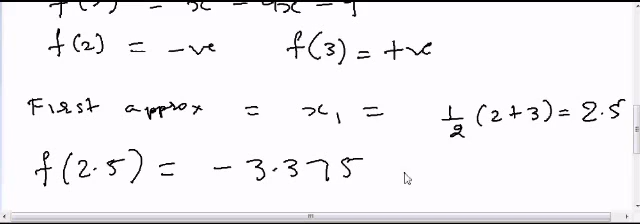 f(2) = -ve f(3) = +ve
First approx = x₁ = 1/2 (2+3) = 2.5
f(2.5) = -3.375